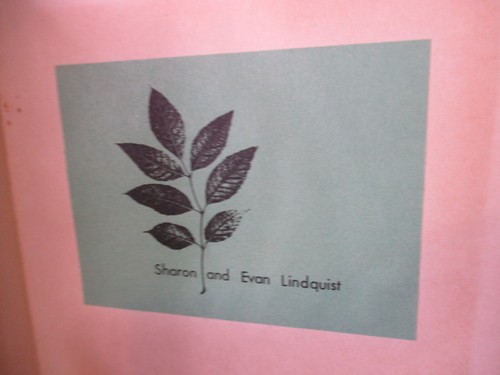 Sharon and Evan Lindquist